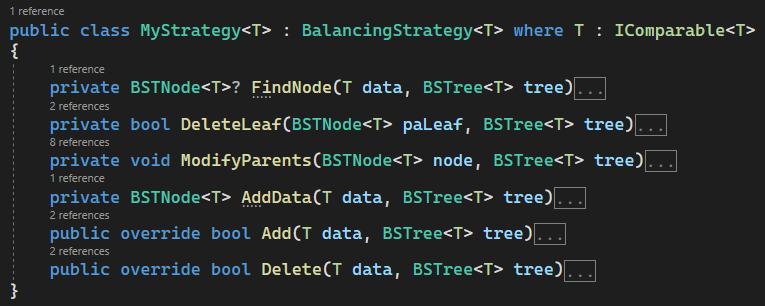 1 reference
public class MyStrategy<T> : BalancingStrategy<T> where T : IComparable<T>
{
1 reference
private BSTNode<T>? FindNode(T data, BSTree<T> tree)...
2 references
private bool DeleteLeaf(BSTNode<T> paLeaf, BSTree<T> tree)...
8 references
private void ModifyParents(BSTNode<T> node, BSTree<T> tree)...
1 reference
private BSTNode<T> AddData(T data, BSTree<T> tree)...
2 references
public override bool Add(T data, BSTree<T> tree)...
2 references
public override bool Delete(T data, BSTree<T> tree)...
}